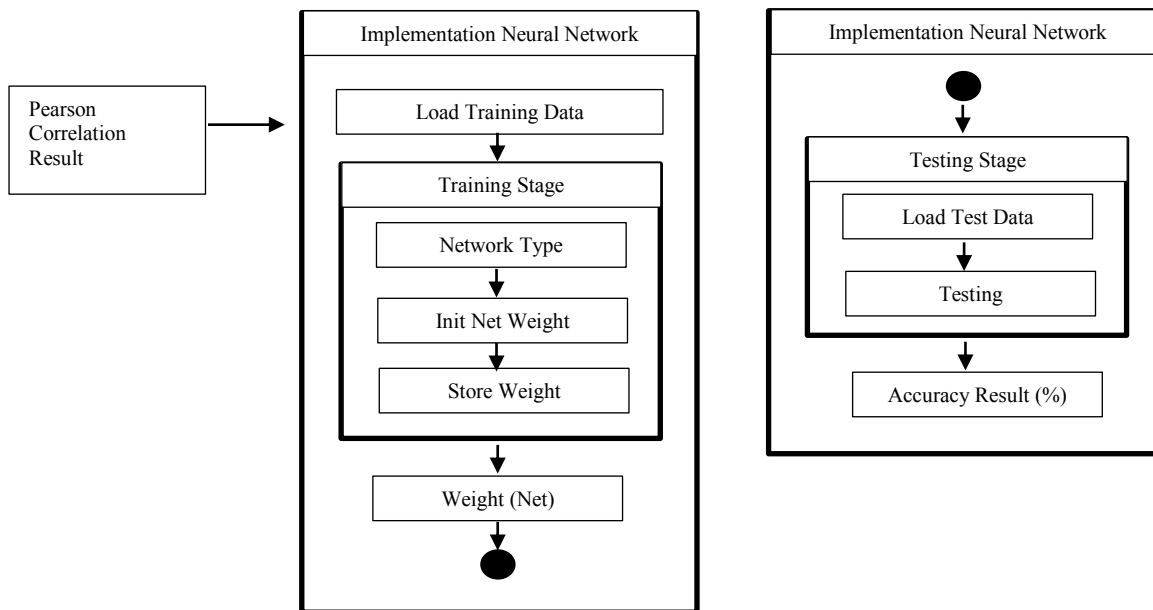 Pearson
Correlation
Result
Implementation Neural Network
Load Training Data
Training Stage
Network Type
Init Net Weight
Store Weight
Weight (Net)
Implementation Neural Network
Testing Stage
Load Test Data
Testing
Accuracy Result (%)